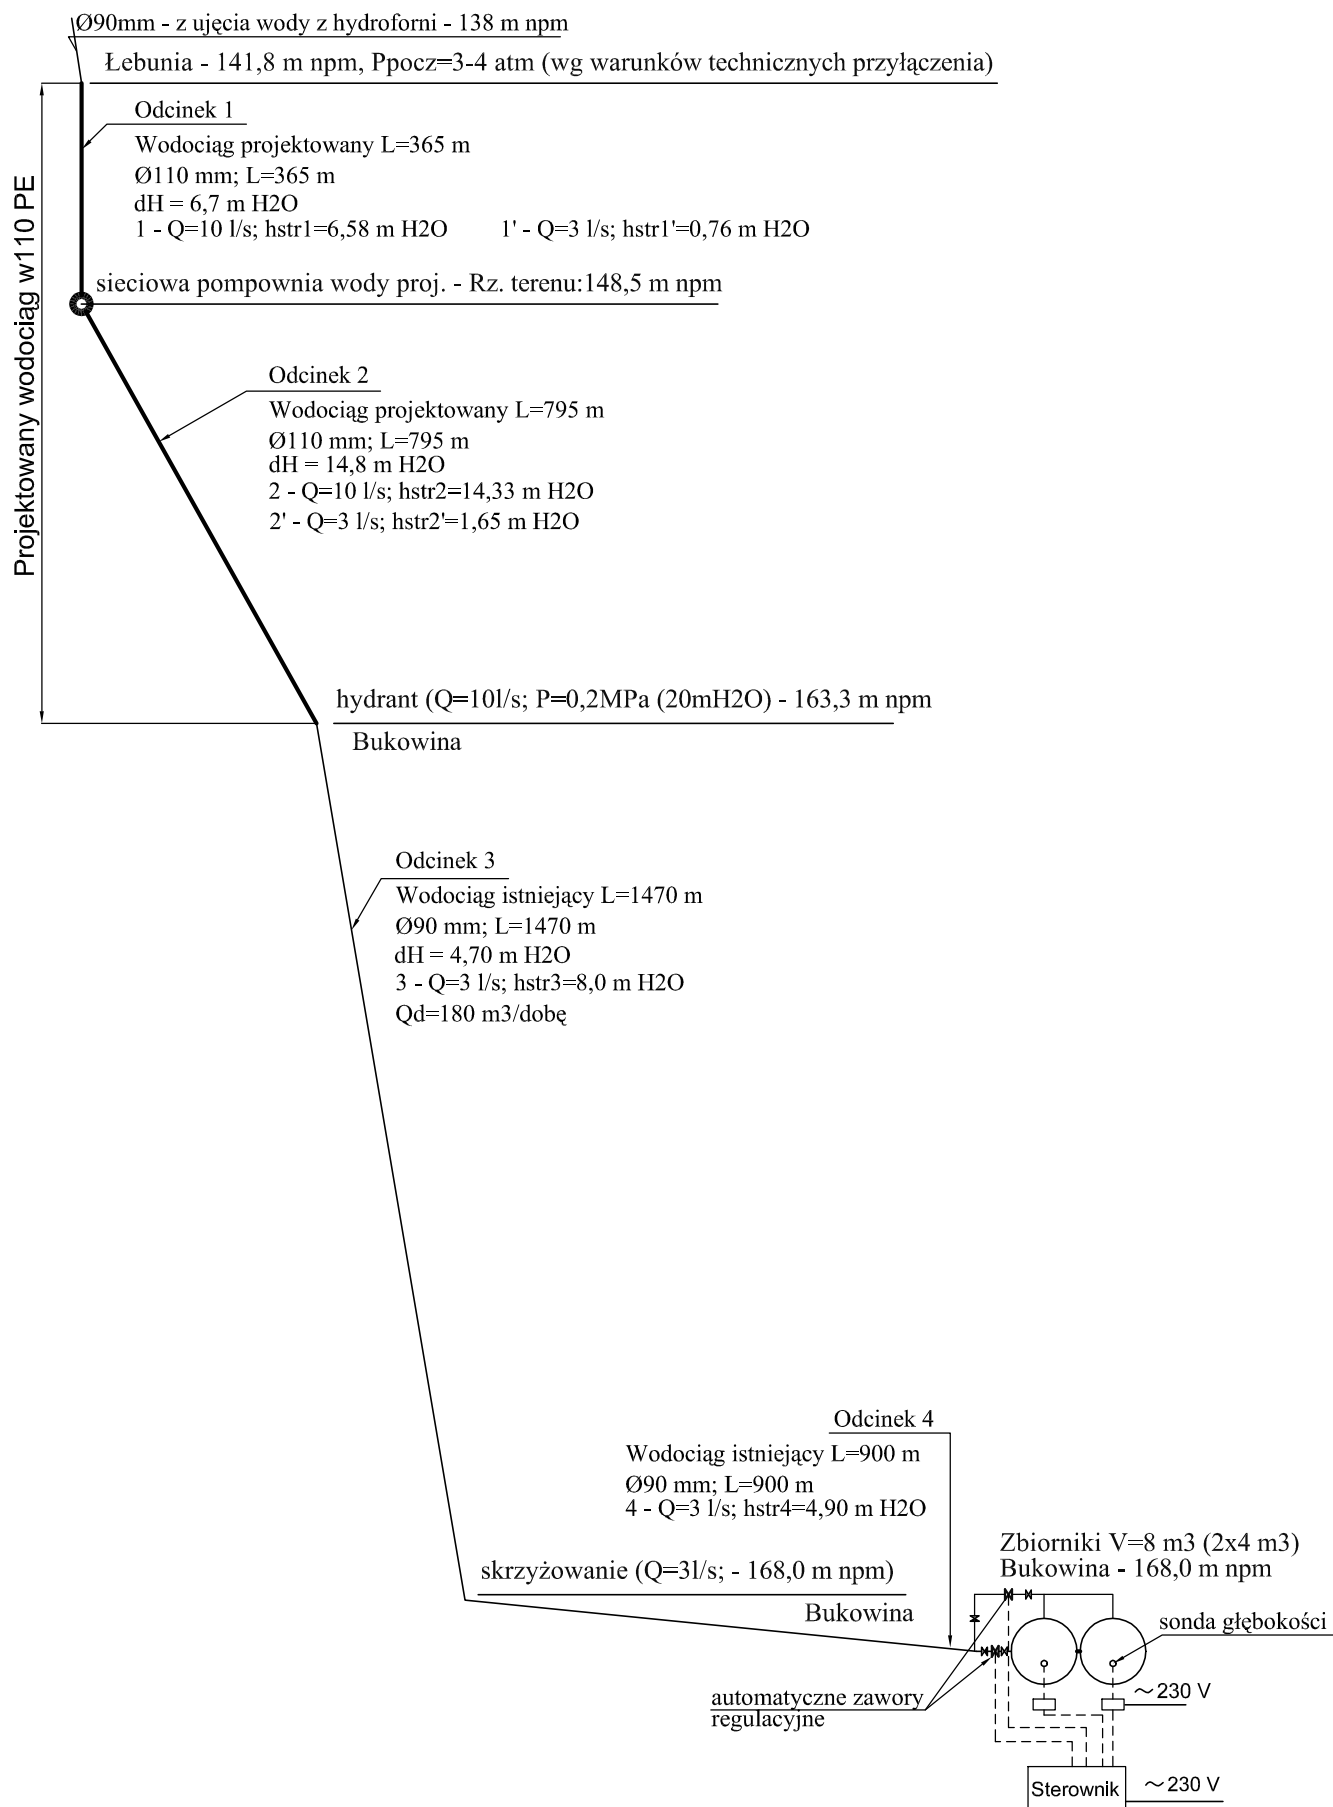 Ø90mm - z ujęcia wody z hydroforni - 138 m npm
Łebunia - 141,8 m npm, Ppocz=3-4 atm (wg warunków technicznych przyłączenia)
Odcinek 1
Wodociąg projektowany L=365 m
Ø110 mm; L=365 m
dH = 6,7 m H2O
1 - Q=10 l/s; hstr1=6,58 m H2O 1' - Q=3 l/s; hstr1'=0,76 m H2O
Projektowany wodociąg w110 PE
sieciowa pompownia wody proj. - Rz. terenu:148,5 m npm
Odcinek 2
Wodociąg projektowany L=795 m
Ø110 mm; L=795 m
dH = 14,8 m H2O
2 - Q=10 l/s; hstr2=14,33 m H2O
2' - Q=3 l/s; hstr2'=1,65 m H2O
hydrant (Q=10l/s; P=0,2MPa (20mH2O) - 163,3 m npm
Bukowina
Odcinek 3
Wodociąg istniejący L=1470 m
Ø90 mm; L=1470 m
dH = 4,70 m H2O
3 - Q=3 l/s; hstr3=8,0 m H2O
Qd=180 m3/dobę
Odcinek 4
Wodociąg istniejący L=900 m
Ø90 mm; L=900 m
4 - Q=3 l/s; hstr4=4,90 m H2O
skrzyżowanie (Q=3l/s; - 168,0 m npm)
Bukowina
Zbiorniki V=8 m3 (2x4 m3)
Bukowina - 168,0 m npm
sonda głębokości
automatyczne zawory
regulacyjne
~230 V
Sterownik
~230 V